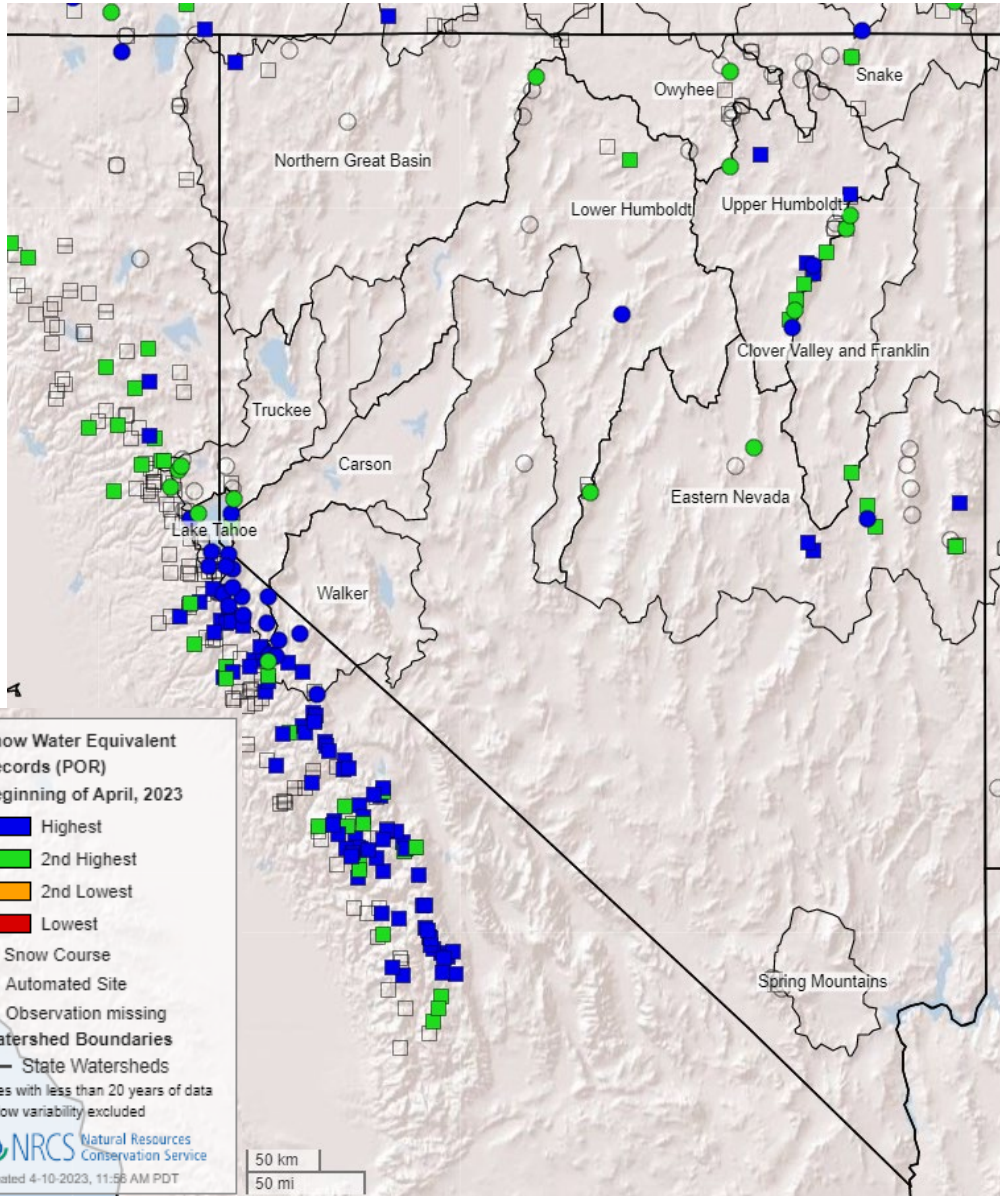 Owyhee
Snake
Northern Great Basin
Lower Humboldt
Upper Humboldt
Clover Valley and Franklin
Truckee
Carson
Eastern Nevada
Lake Tahoe
Walker
Spring Mountains
now Water Equivalent
ecords (POR)
eginning of April, 2023
Highest
2nd Highest
2nd Lowest
Lowest
Snow Course
Automated Site
Observation missing
atershed Boundaries
State Watersheds
es with less than 20 years of data
ow variability excluded
NRCS Natural Resources
Conservation Service
ated 4-10-2023, 11:56 AM PDT
50 km
50 mi